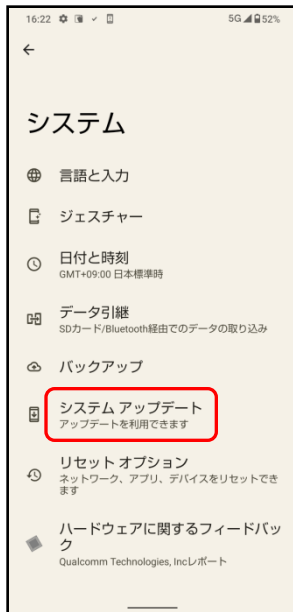 16:22 5G 52%
システム
言語と入力
ジェスチャー
日付と時刻
GMT+09:00 日本標準時
データ引継
SDカード/Bluetooth経由でのデータの取り込み
バックアップ
システム アップデート
アップデートを利用できます
リセット オプション
ネットワーク、アプリ、デバイスをリセットでき
ます
ハードウェアに関するフィードバッ
ク
Qualcomm Technologies, Incレポート